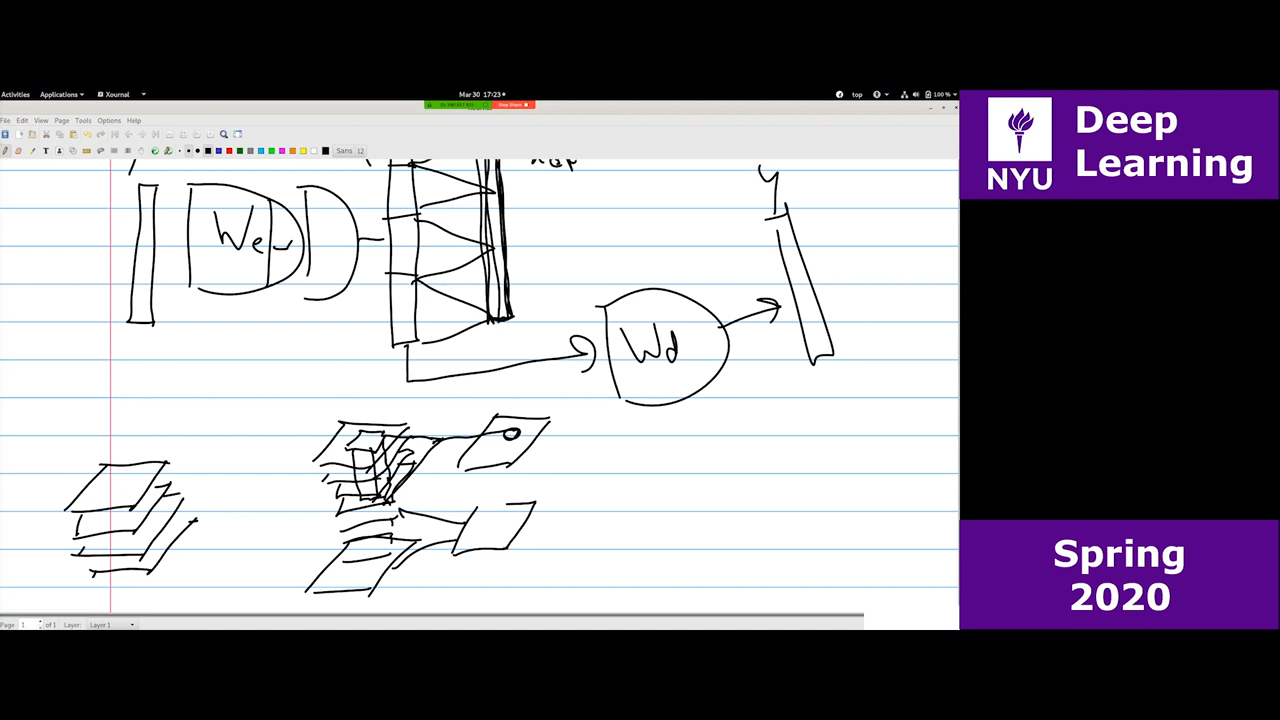 Activities Applications Xournal Mar 30 17:23 top 100 %
File Edit View Page Tools Options Help
Sans 12
y
We
Wd
Page 1 of 1 Layer: Layer 1
NYU
Deep
Learning
Spring
2020